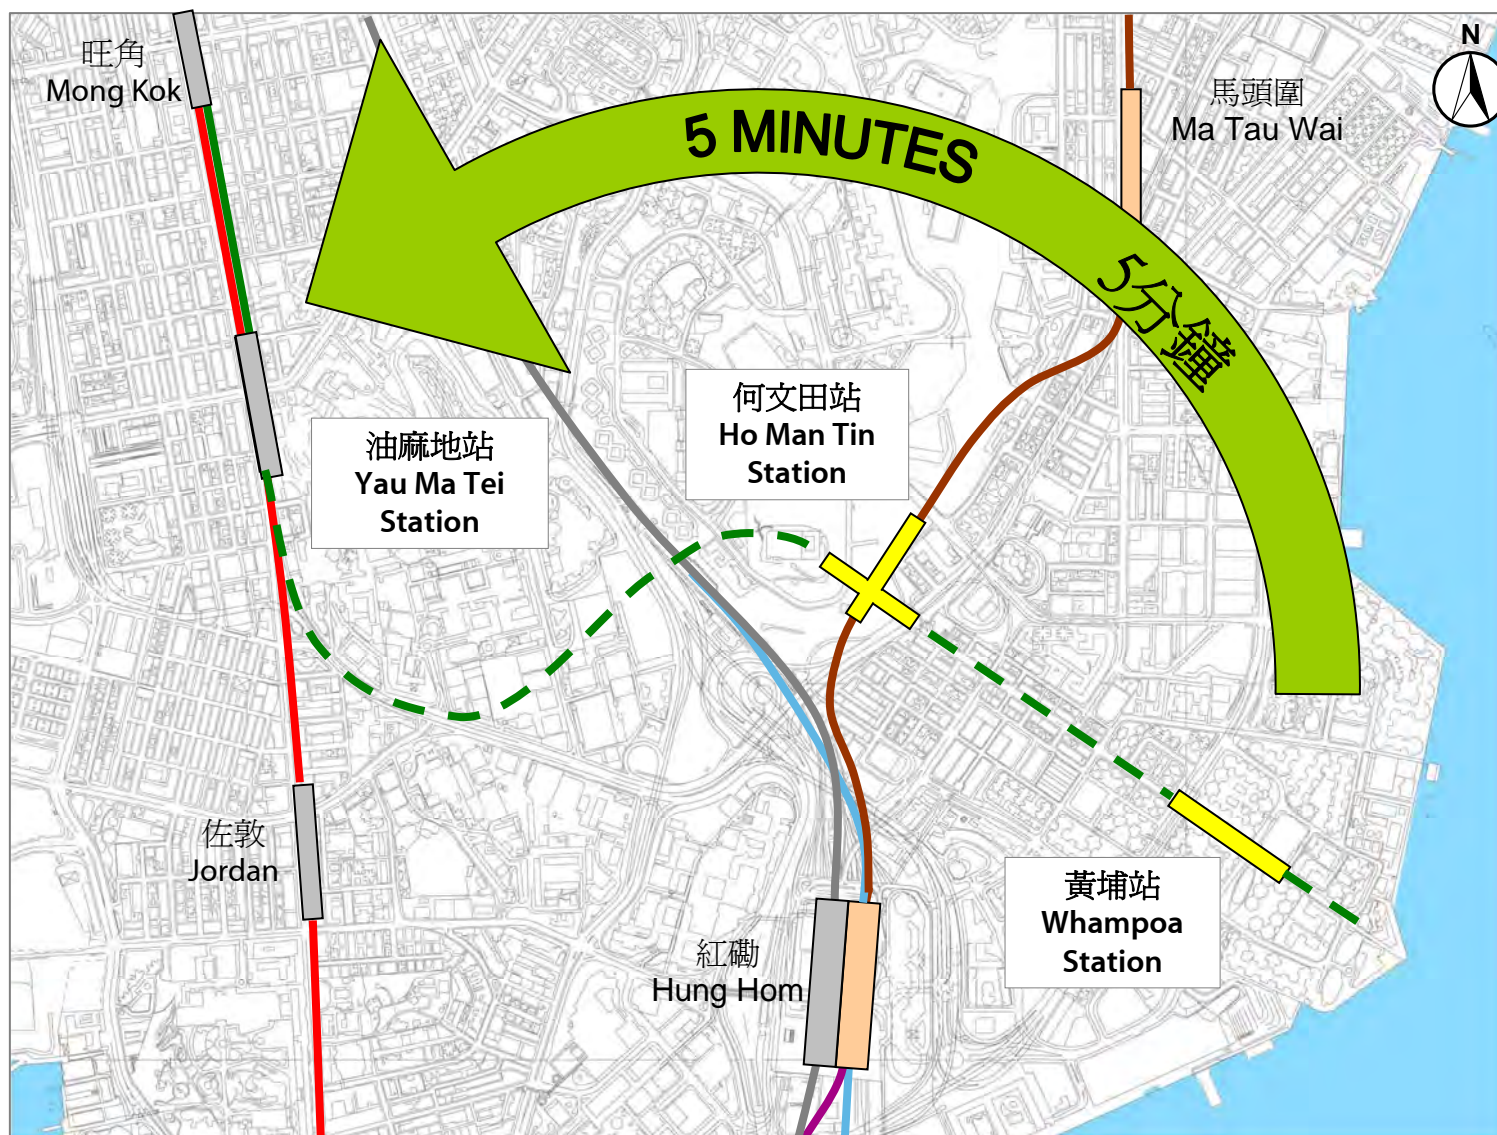 旺角
Mong Kok
N
馬頭圍
Ma Tau Wai
5 MINUTES
5分鐘
何文田站
Ho Man Tin
Station
油麻地站
Yau Ma Tei
Station
佐敦
Jordan
黃埔站
Whampoa
Station
紅磡
Hung Hom